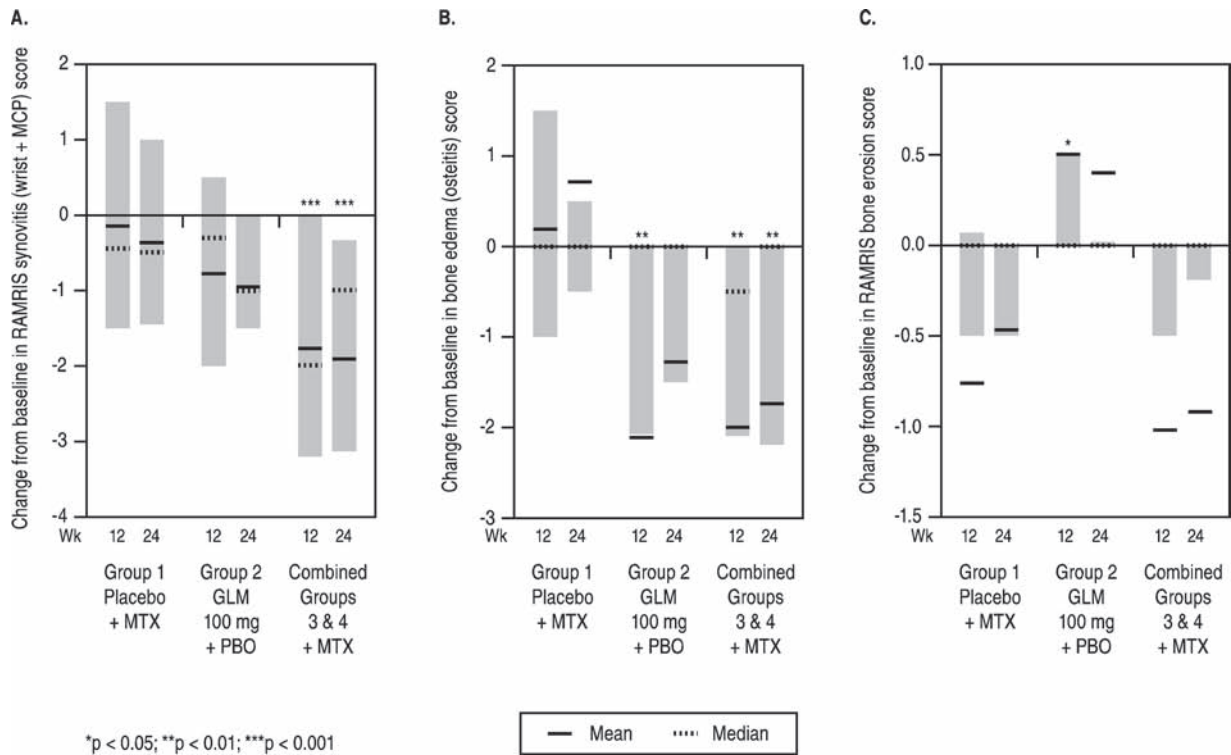 A.
Change from baseline in RAMRIS synovitis (wrist + MCP) score
2
1
0
-1
-2
-3
-4
*** ***
Wk 12 24 12 24 12 24
Group 1
Placebo
+ MTX
Group 2
GLM
100 mg
+ PBO
Combined
Groups
3 & 4
+ MTX
B.
Change from baseline in bone edema (osteitis) score
2
1
0
-1
-2
-3
** ** **
Wk 12 24 12 24 12 24
Group 1
Placebo
+ MTX
Group 2
GLM
100 mg
+ PBO
Combined
Groups
3 & 4
+ MTX
C.
Change from baseline in RAMRIS bone erosion score
1.0
0.5
0.0
-0.5
-1.0
-1.5
*
Wk 12 24 12 24 12 24
Group 1
Placebo
+ MTX
Group 2
GLM
100 mg
+ PBO
Combined
Groups
3 & 4
+ MTX
*p < 0.05; **p < 0.01; ***p < 0.001
Mean Median